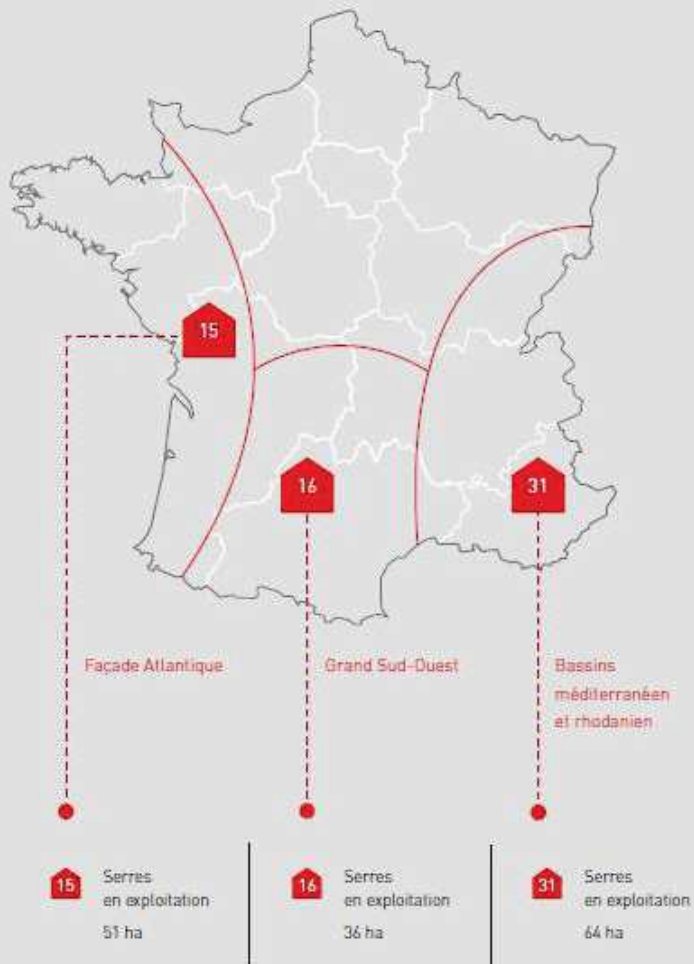 15
16
31
Façade Atlantique
Grand Sud-Ouest
Bassins
méditerranéen
et rhodanien
15
Serres
en exploitation
51 ha
16
Serres
en exploitation
36 ha
31
Serres
en exploitation
64 ha